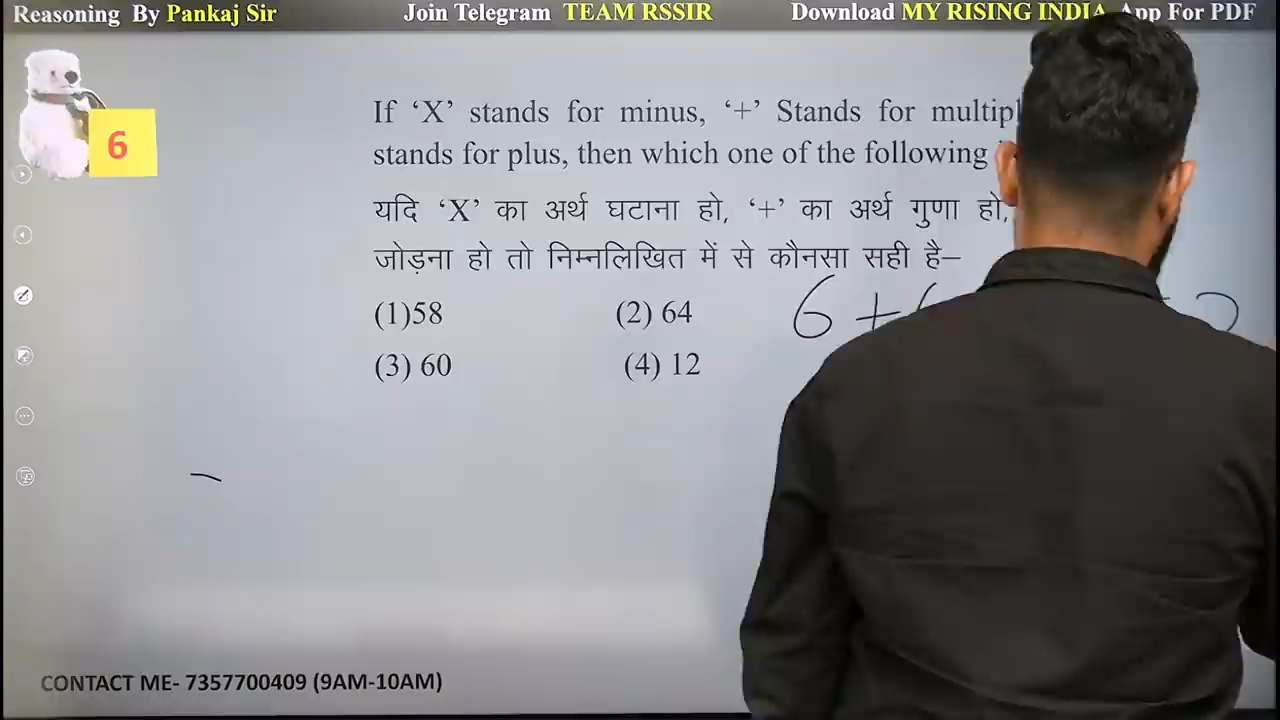 Reasoning By Pankaj Sir
Join Telegram TEAM RSSIR
Download MY RISING INDIA App For PDF
6
If ‘X’ stands for minus, ‘+’ Stands for
stands for plus, then which one of the following
यदि ‘X’ का अर्थ घटाना हो, ‘+’ का अर्थ गुणा हो,
जोड़ना हो तो निम्नलिखित में से कौनसा सही है–
(1)58 (2) 64
6 +
(3) 60 (4) 12
CONTACT ME- 7357700409 (9AM-10AM)